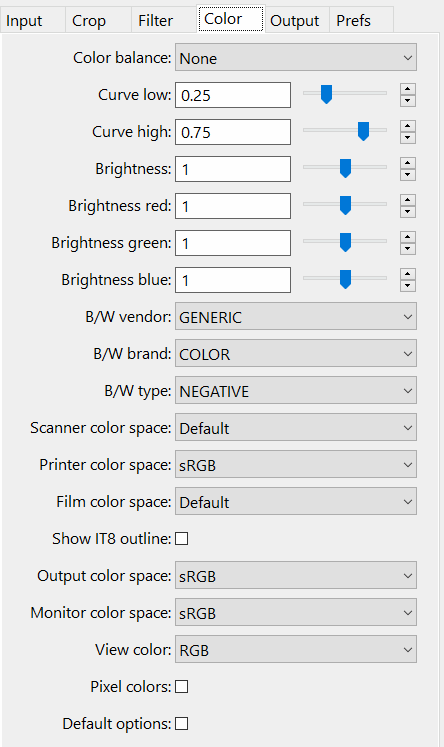 Input Crop Filter Color Output Prefs
Color balance: None
Curve low: 0.25
Curve high: 0.75
Brightness: 1
Brightness red: 1
Brightness green: 1
Brightness blue: 1
B/W vendor: GENERIC
B/W brand: COLOR
B/W type: NEGATIVE
Scanner color space: Default
Printer color space: sRGB
Film color space: Default
Show IT8 outline:
Output color space: sRGB
Monitor color space: sRGB
View color: RGB
Pixel colors:
Default options: